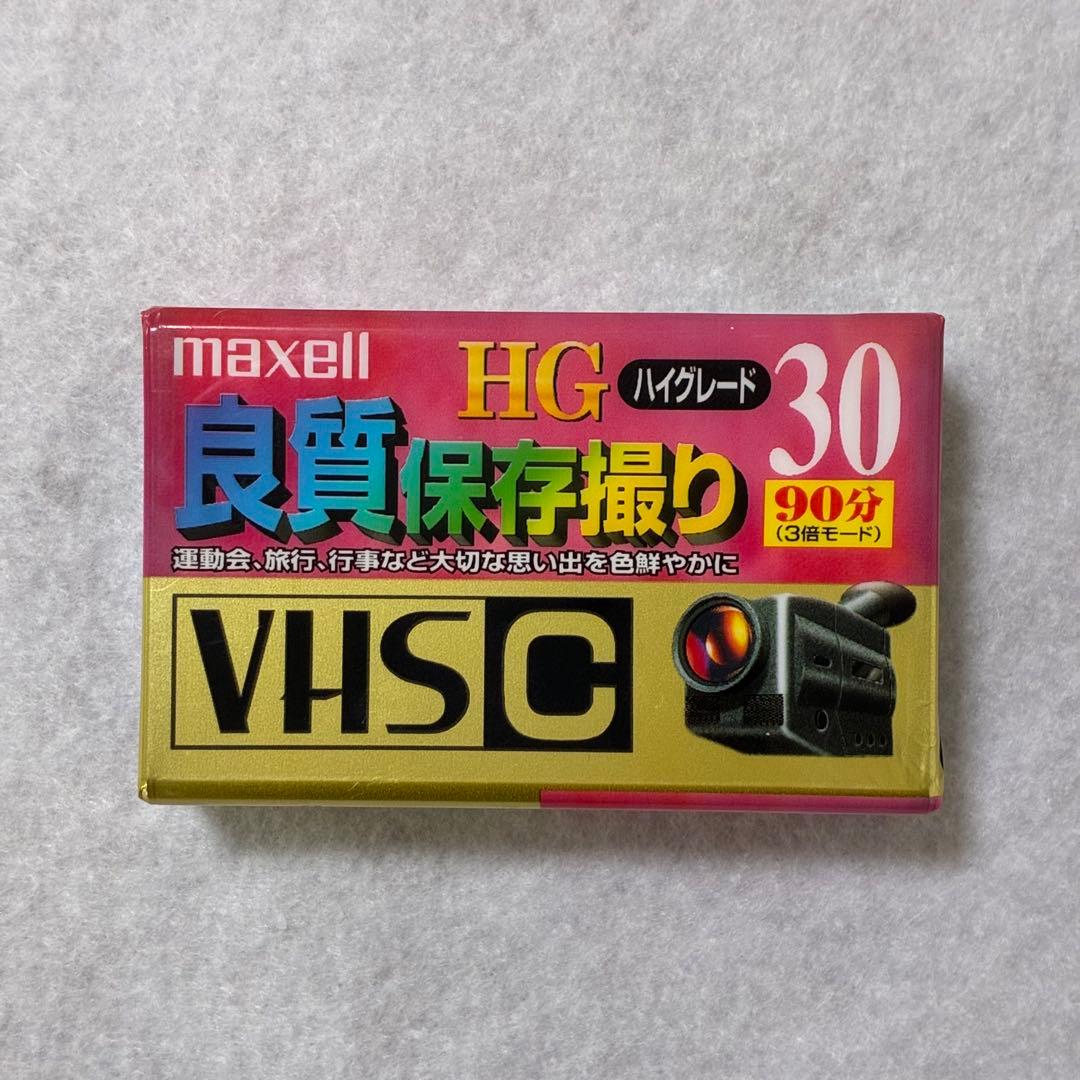 maxell
HG ハイグレード 30
良質保存撮り
90分
(3倍モード)
運動会、旅行、行事など大切な思い出を色鮮やかに
VHS C